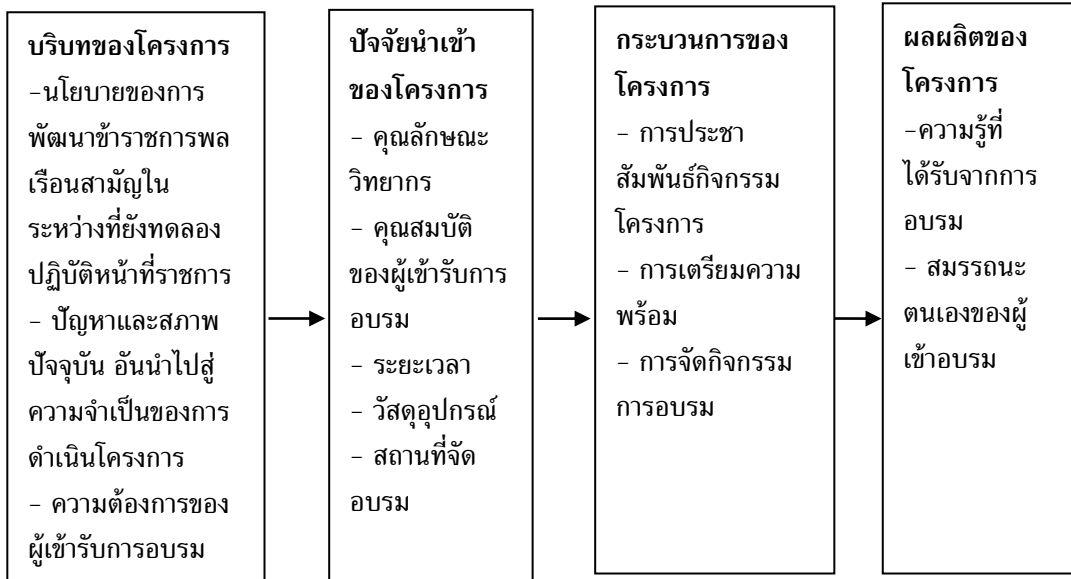 บริบทของโครงการ
-นโยบายของการ
พัฒนาข้าราชการพล
เรือนสามัญใน
ระหว่างที่ยังทดลอง
ปฏิบัติหน้าที่ราชการ
- ปัญหาและสภาพ
ปัจจุบัน อันนำไปสู่
ความจำเป็นของการ
ดำเนินโครงการ
- ความต้องการของ
ผู้เข้ารับการอบรม
ปัจจัยนำเข้า
ของโครงการ
- คุณลักษณะ
วิทยากร
- คุณสมบัติ
ของผู้เข้ารับการ
อบรม
- ระยะเวลา
- วัสดุอุปกรณ์
- สถานที่จัด
อบรม
กระบวนการของ
โครงการ
- การประชา
สัมพันธ์กิจกรรม
โครงการ
- การเตรียมความ
พร้อม
- การจัดกิจกรรม
การอบรม
ผลผลิตของ
โครงการ
-ความรู้ที่
ได้รับจากการ
อบรม
- สมรรถนะ
ตนเองของผู้
เข้าอบรม